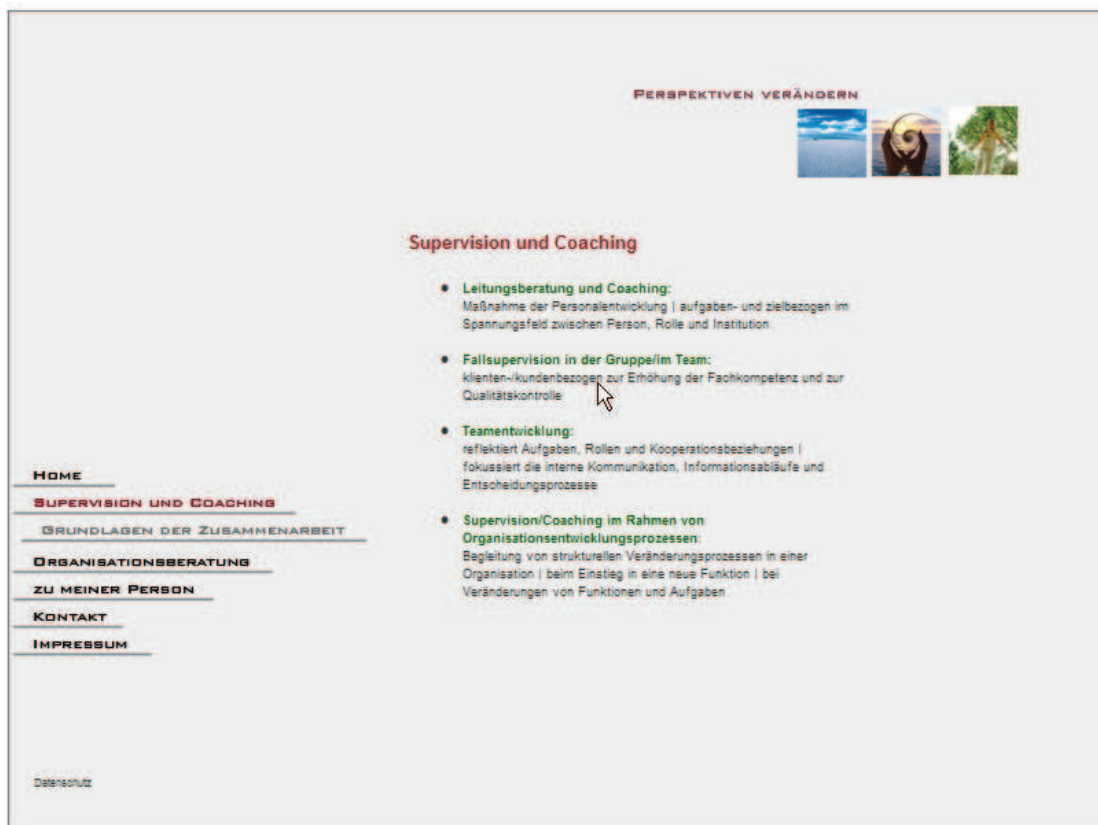 PERSPEKTIVEN VERÄNDERN
Supervision und Coaching
Leitungsberatung und Coaching:
Maßnahme der Personalentwicklung | aufgaben- und zielbezogen im
Spannungsfeld zwischen Person, Rolle und Institution
Fallsupervision in der Gruppe/im Team:
klienten-/kundenbezogen zur Erhöhung der Fachkompetenz und zur
Qualitätskontrolle
Teamentwicklung:
reflektiert Aufgaben, Rollen und Kooperationsbeziehungen |
fokussiert die interne Kommunikation, Informationsabläufe und
Entscheidungsprozesse
Supervision/Coaching im Rahmen von
Organisationsentwicklungsprozessen:
Begleitung von strukturellen Veränderungsprozessen in einer
Organisation | beim Einstieg in eine neue Funktion | bei
Veränderungen von Funktionen und Aufgaben
HOME
SUPERVISION UND COACHING
GRUNDLAGEN DER ZUSAMMENARBEIT
ORGANISATIONSBERATUNG
ZU MEINER PERSON
KONTAKT
IMPRESSUM
Datenschutz